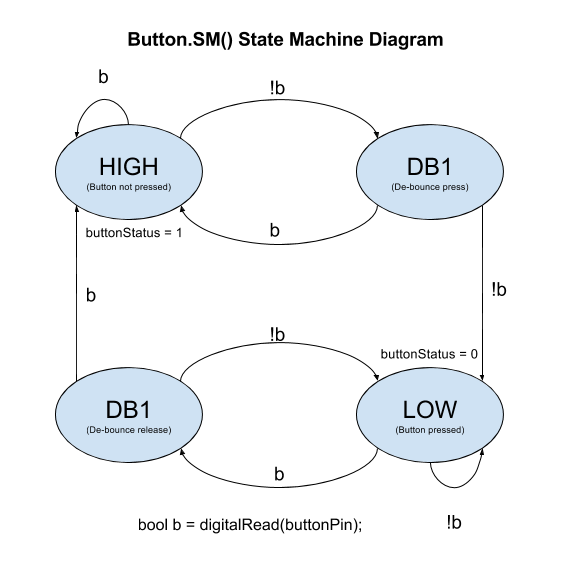 Button.SM() State Machine Diagram
b
!b
HIGH
(Button not pressed)
DB1
(De-bounce press)
buttonStatus = 1
b
b
!b
!b
buttonStatus = 0
DB1
(De-bounce release)
LOW
(Button pressed)
b
bool b = digitalRead(buttonPin);
!b